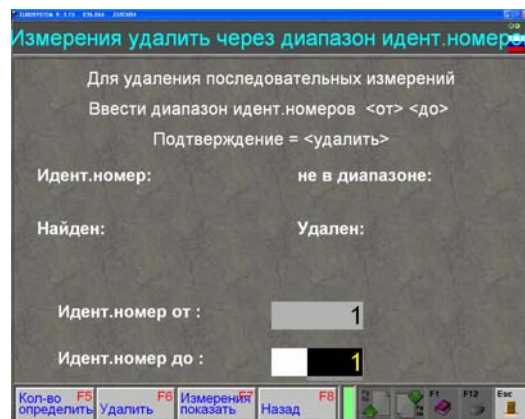 Измерения удалить через диапазон идент.номеров
Для удаления последовательных измерений
Ввести диапазон идент.номеров <от> <до>
Подтверждение = <удалить>
Идент.номер: не в диапазоне:
Найден: Удален:
Идент.номер от : 1
Идент.номер до : 1
Кол-во определить F5 Удалить F6 Измерения показать F7 Назад F8 F1 F12 Esc